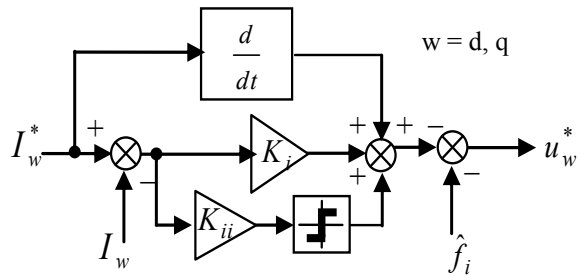 d
dt
w = d, q
I*w
+
−
Iw
Ki
Kii
+
+
+
+
−
−
f̂i
u*w